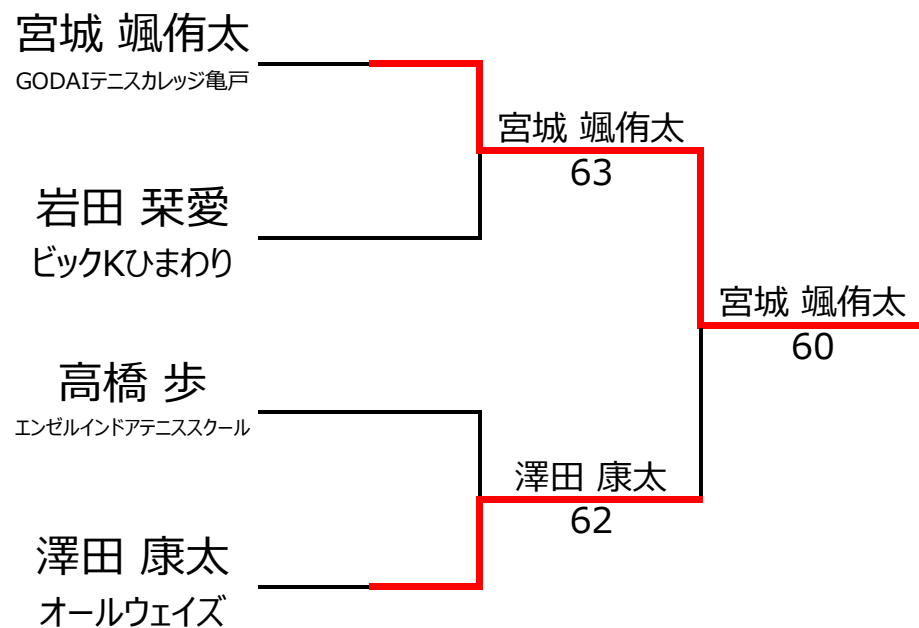 宮城 颯侑太
GODAIテニスカレッジ亀戸
宮城 颯侑太
63
岩田 栞愛
ビックKひまわり
宮城 颯侑太
60
高橋 歩
エンゼルインドアテニススクール
澤田 康太
62
澤田 康太
オールウェイズ